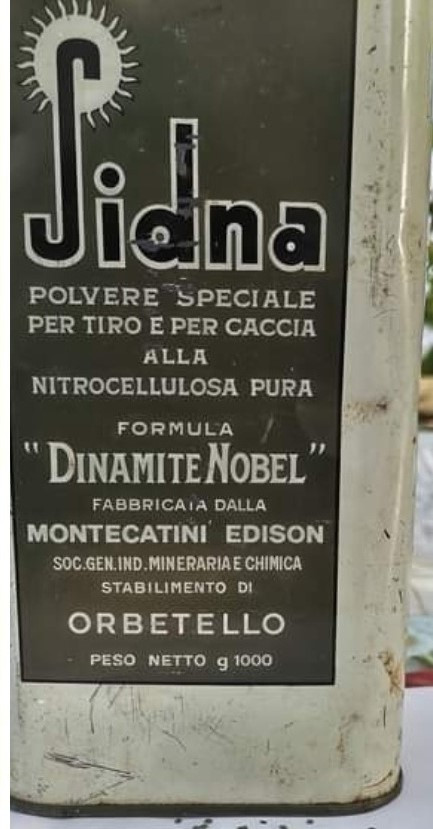 Sidna
POLVERE SPECIALE
PER TIRO E PER CACCIA
ALLA
NITROCELLULOSA PURA
FORMULA
"DINAMITE NOBEL"
FABBRICATA DALLA
MONTECATINI EDISON
SOC.GEN.IND.MINERARIA E CHIMICA
STABILIMENTO DI
ORBETELLO
PESO NETTO g 1000